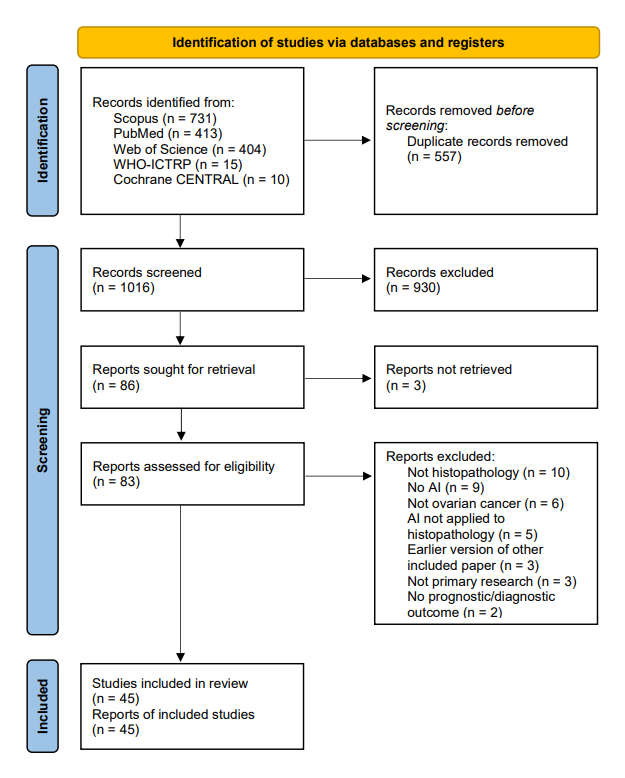 Identification of studies via databases and registers
Identification
Records identified from:
Scopus (n = 731)
PubMed (n = 413)
Web of Science (n = 404)
WHO-ICTRP (n = 15)
Cochrane CENTRAL (n = 10)
Records removed before
screening:
Duplicate records removed
(n = 557)
Screening
Records screened
(n = 1016)
Records excluded
(n = 930)
Reports sought for retrieval
(n = 86)
Reports not retrieved
(n = 3)
Reports assessed for eligibility
(n = 83)
Reports excluded:
Not histopathology (n = 10)
No AI (n = 9)
Not ovarian cancer (n = 6)
AI not applied to
histopathology (n = 5)
Earlier version of other
included paper (n = 3)
Not primary research (n = 3)
No prognostic/diagnostic
outcome (n = 2)
Included
Studies included in review
(n = 45)
Reports of included studies
(n = 45)